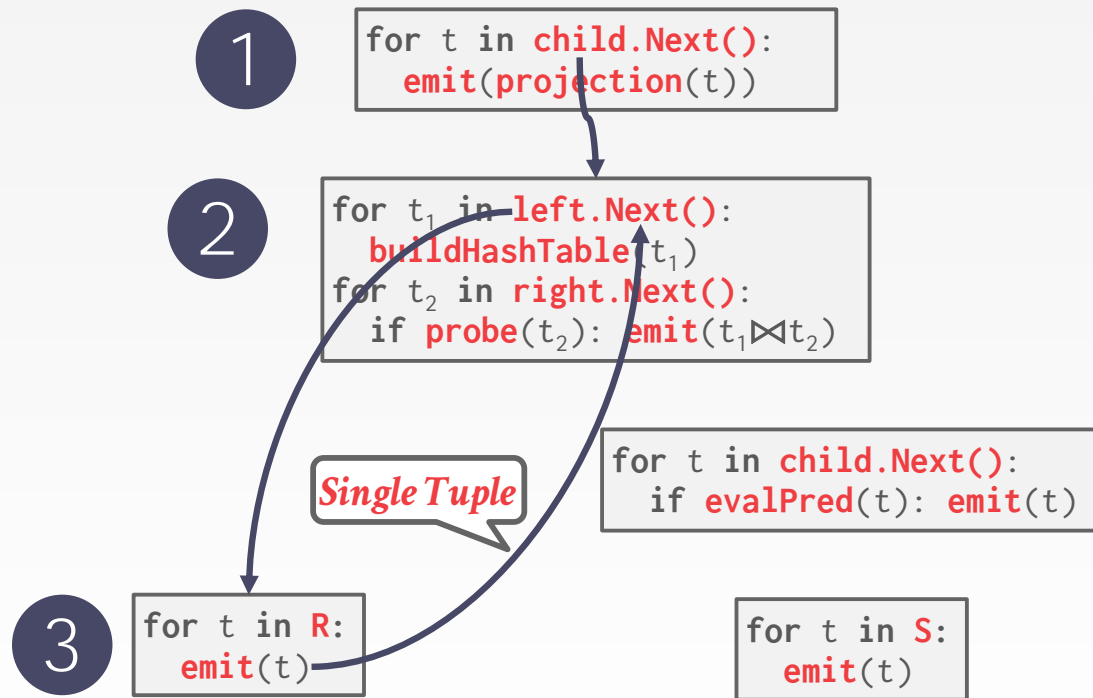 1
for t in child.Next():
  emit(projection(t))
2
for t₁ in left.Next():
  buildHashTable(t₁)
for t₂ in right.Next():
  if probe(t₂): emit(t₁⨝t₂)
for t in child.Next():
  if evalPred(t): emit(t)
Single Tuple
3
for t in R:
  emit(t)
for t in S:
  emit(t)